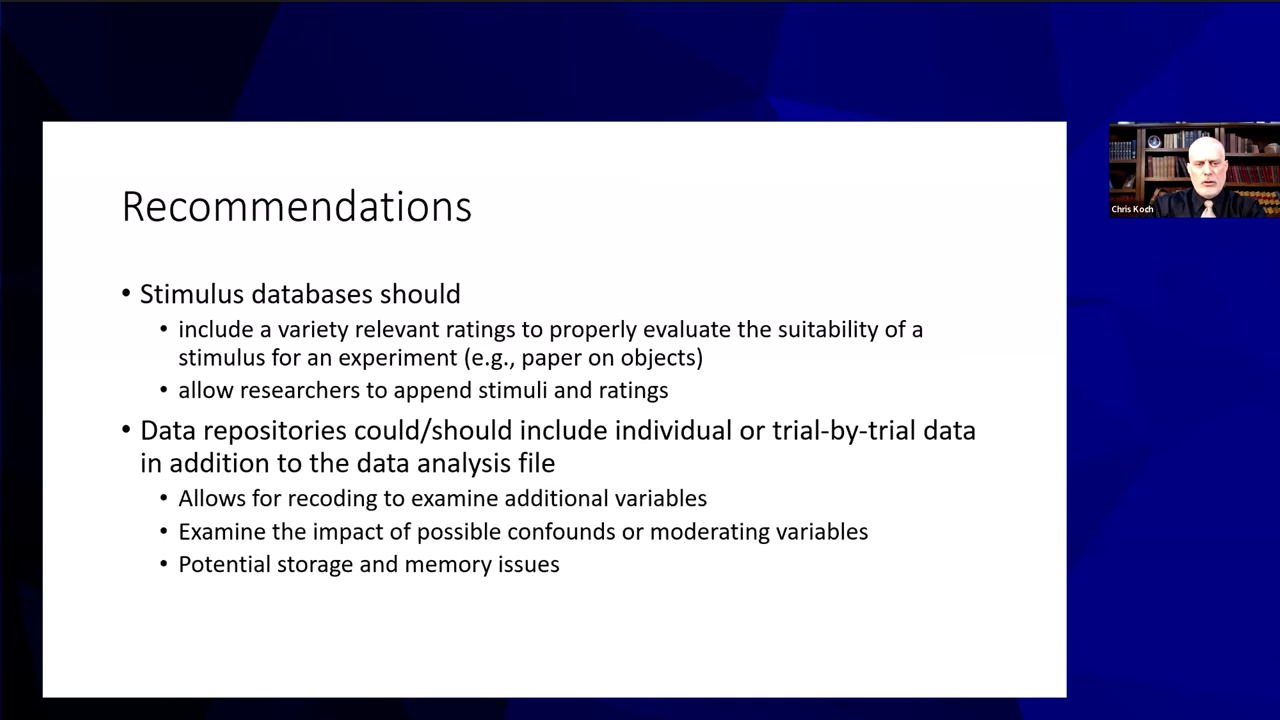 Recommendations
• Stimulus databases should
• include a variety relevant ratings to properly evaluate the suitability of a
stimulus for an experiment (e.g., paper on objects)
• allow researchers to append stimuli and ratings
• Data repositories could/should include individual or trial-by-trial data
in addition to the data analysis file
• Allows for recoding to examine additional variables
• Examine the impact of possible confounds or moderating variables
• Potential storage and memory issues
Chris Koch